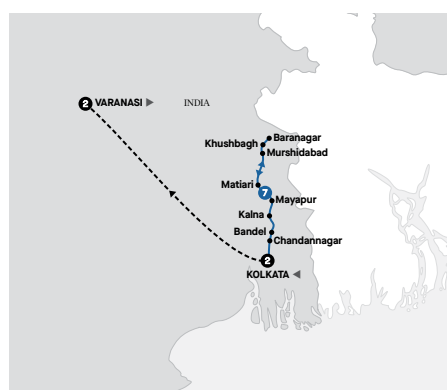 2 VARANASI
INDIA
Baranagar
Khushbagh
Murshidabad
Matiari
7
Mayapur
Kalna
Bandel
Chandannagar
2
KOLKATA